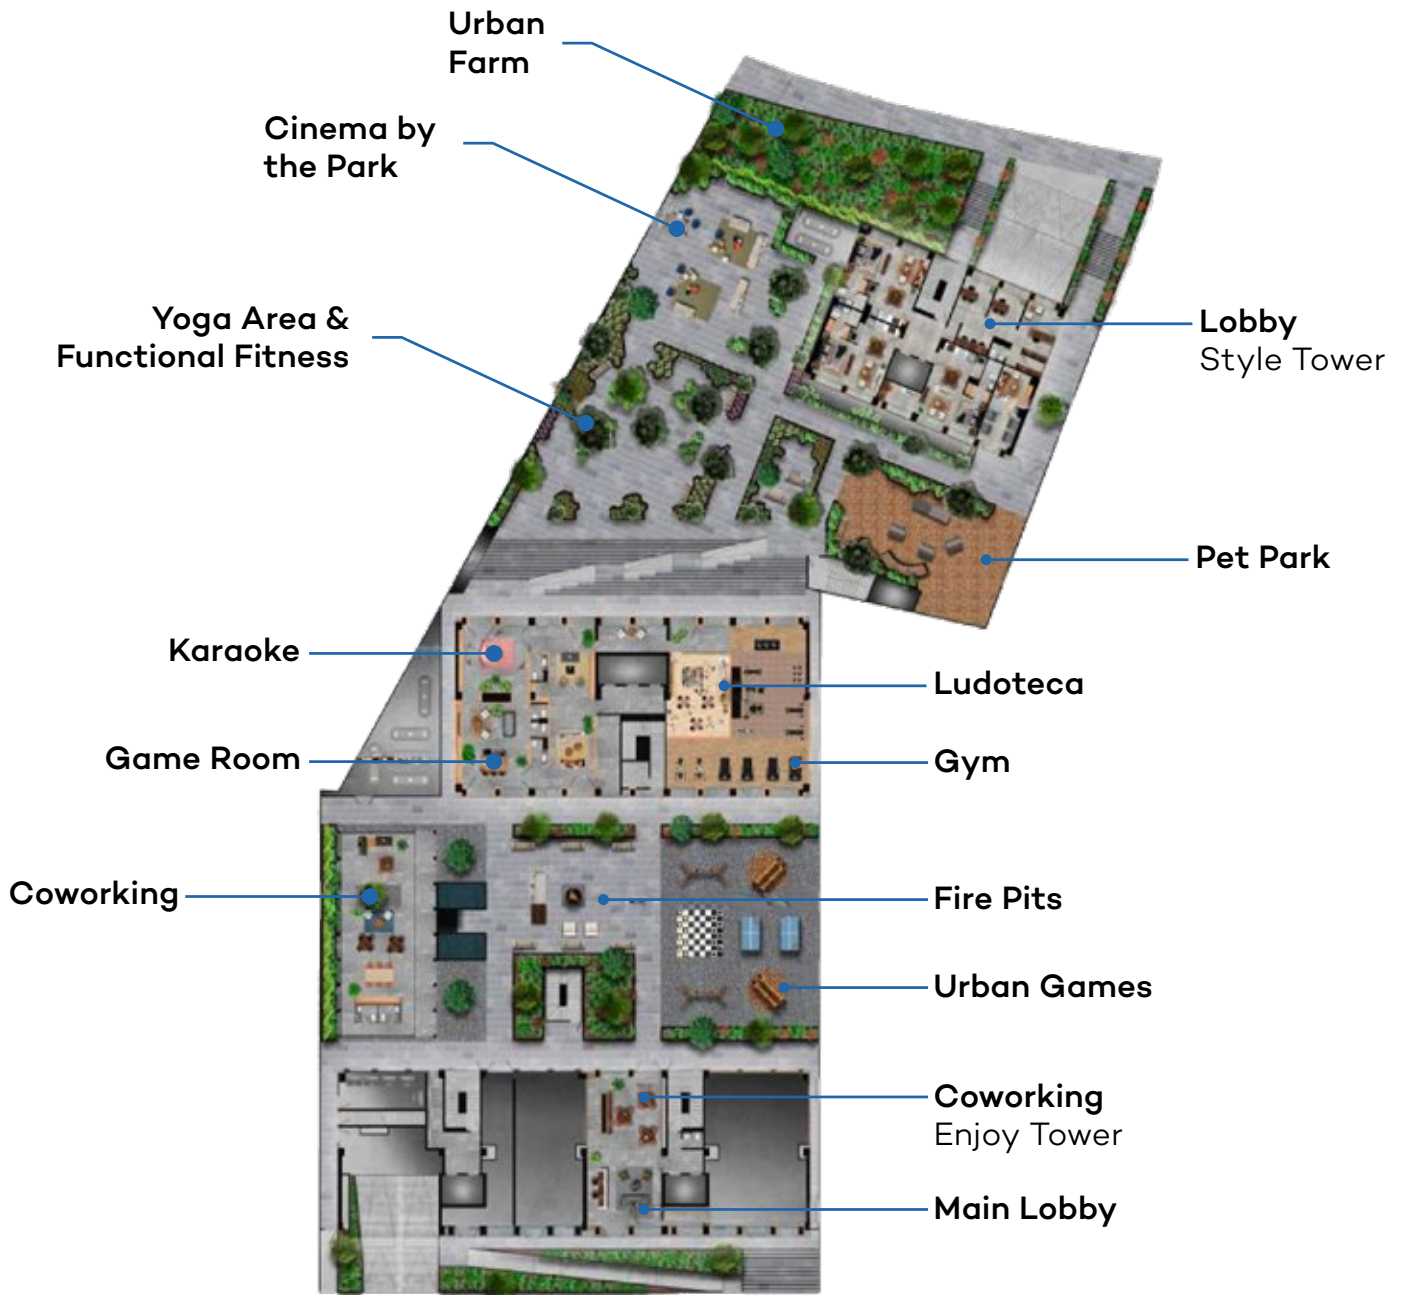 Urban
Farm
Cinema by
the Park
Yoga Area &
Functional Fitness
Lobby
Style Tower
Pet Park
Karaoke
Ludoteca
Game Room
Gym
Coworking
Fire Pits
Urban Games
Coworking
Enjoy Tower
Main Lobby